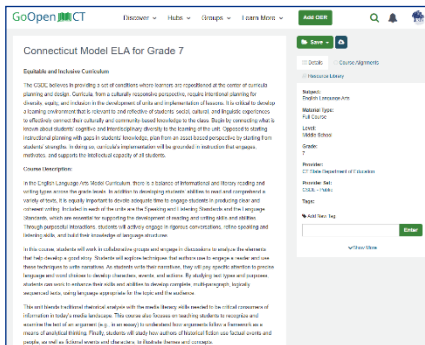 GoOpen CT
Discover Hubs Groups Learn More Add OER
Connecticut Model ELA for Grade 7
Equitable and Inclusive Curriculum
The CSDE believes in providing a set of conditions where learners are repositioned at the center of curricula
planning and design. Curricula, from a culturally responsive perspective, require intentional planning for
diversity, equity, and inclusion in the development of units and implementation of lessons. It is critical to develop
a learning environment that is relevant to and reflective of students' social, cultural, and linguistic experiences
to effectively connect their culturally and community-based knowledge to the class. Begin by connecting what is
known about students' cognitive and interdisciplinary diversity to the learning of the unit. Opposed to starting
instructional planning with gaps in students' knowledge, plan from an asset-based perspective by starting from
students' strengths. In doing so, curricula's implementation will be grounded in instruction that engages,
motivates, and supports the intellectual capacity of all students.
Course Description:
In the English Language Arts Model Curriculum, there is a balance of informational and literary reading and
writing types across the grade levels. In addition to developing students' abilities to read and comprehend a
variety of texts, it is equally important to devote adequate time to engage students in producing clear and
coherent writing. Included in each of the units are the Speaking and Listening Standards and the Language
Standards, which are essential for supporting the development of reading and writing skills and abilities.
Through purposeful interactions, students will actively engage in rigorous conversations, refine speaking and
listening skills, and build their knowledge of language structures.
In this course, students will work in collaborative groups and engage in discussions to analyze the elements
that help develop a good story. Students will explore techniques that authors use to engage a reader and use
these techniques to write narratives. As students write their narratives, they will pay specific attention to precise
language and word choices to develop characters, events, and actions. By studying text types and purposes
students can work to enhance their skills and abilities to develop complete, multi-paragraph, logically
sequenced texts, using language appropriate for the topic and the audience.
This unit blends traditional rhetorical analysis with the media literacy skills needed to be critical consumers of
information in today's media landscape. This course also focuses on teaching students to recognize and
examine the text of an argument (e.g., in an essay) to understand how arguments follow a framework as a
means of analytical thinking. Finally, students will study how authors of historical fiction use factual events and
people, as well as fictional events and characters, to illustrate themes and concepts.
Save
Details Course Alignments
Resource Library
Subject:
English Language Arts
Material Type:
Full Course
Level:
Middle School
Grade:
7
Provider:
CT State Department of Education
Provider Set:
CSDE - Public
Tags:
Add New Tag
Enter
Show More